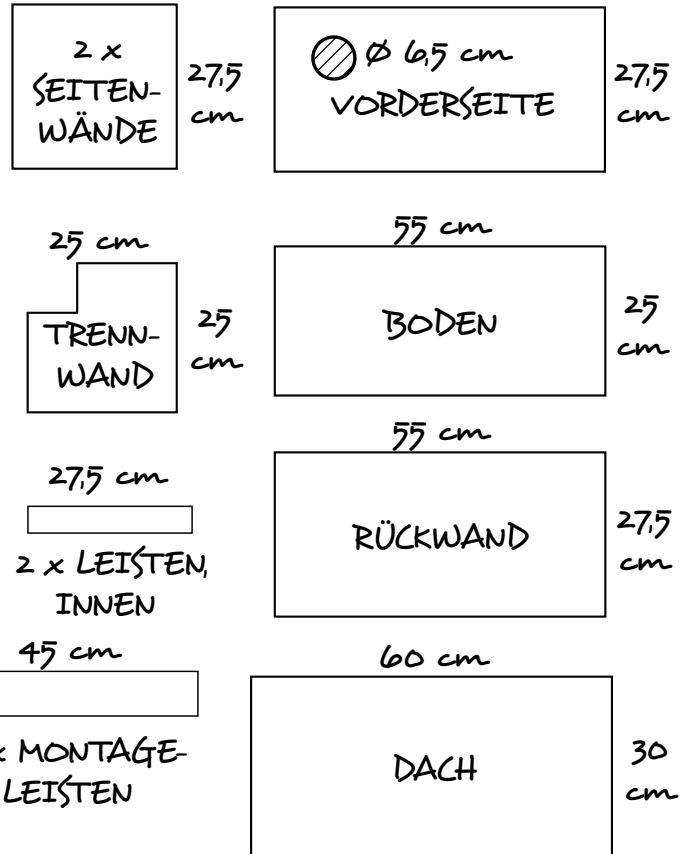 2 x
SEITEN-
WÄNDE
27,5
cm
Ø 6,5 cm
VORDERSEITE
27,5
cm
25 cm
TRENN-
WAND
25
cm
55 cm
BODEN
25
cm
27,5 cm
2 x LEISTEN,
INNEN
55 cm
RÜCKWAND
27,5
cm
45 cm
x MONTAGE-
LEISTEN
60 cm
DACH
30
cm